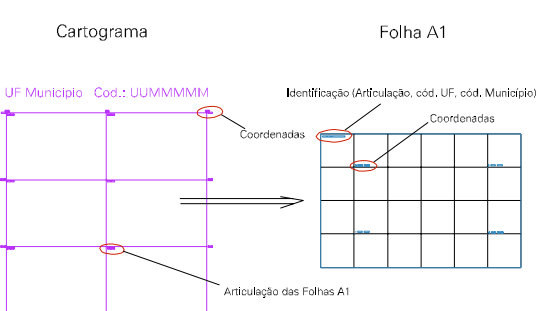 Cartograma
Folha A1
UF Municipio Cod.: UUMMMMM
Identificação (Articulação, cód. UF, cód. Município)
Coordenadas
Coordenadas
Articulação das Folhas A1